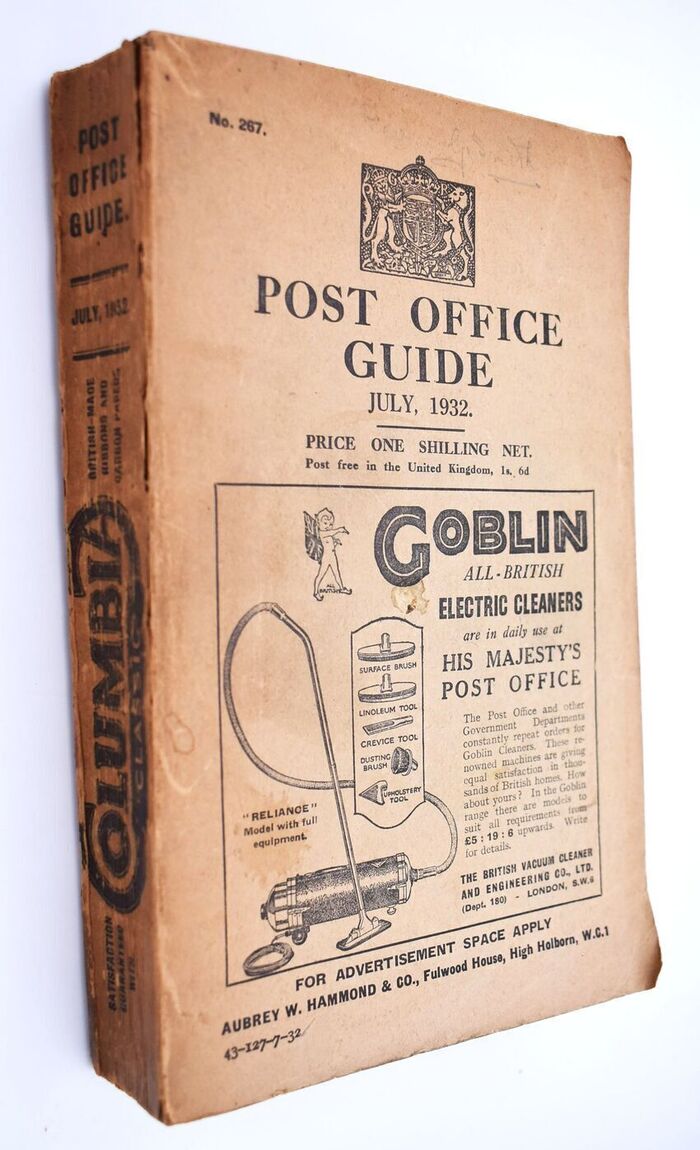 POST
OFFICE
GUIDE.
JULY, 1932
BRITISH-MADE
RIBBONS AND
CARBON PAPERS.
COLUMBIA
SATISFACTION
GUARANTEED
WITH
No. 267.
POST OFFICE
GUIDE
JULY, 1932.
PRICE ONE SHILLING NET.
Post free in the United Kingdom, 1s. 6d
ALL
BRITISH
GOBLIN
ALL-BRITISH
ELECTRIC CLEANERS
are in daily use at
HIS MAJESTY'S
POST OFFICE
SURFACE BRUSH
LINOLEUM TOOL
CREVICE TOOL
DUSTING
BRUSH
UPHOLSTERY
TOOL
"RELIANCE"
Model with full
equipment.
The Post Office and other
Government Departments
constantly repeat orders for
Goblin Cleaners. These re-
nowned machines are giving
equal satisfaction in thou-
sands of British homes. How
about yours? In the Goblin
range there are models to
suit all requirements from
£5 : 19 : 6 upwards. Write
for details.
THE BRITISH VACUUM CLEANER
AND ENGINEERING CO., LTD.
(Dept. 180) - LONDON, S.W.6
FOR ADVERTISEMENT SPACE APPLY
AUBREY W. HAMMOND & CO., Fulwood House, High Holborn, W.C.1
43-127-7-32